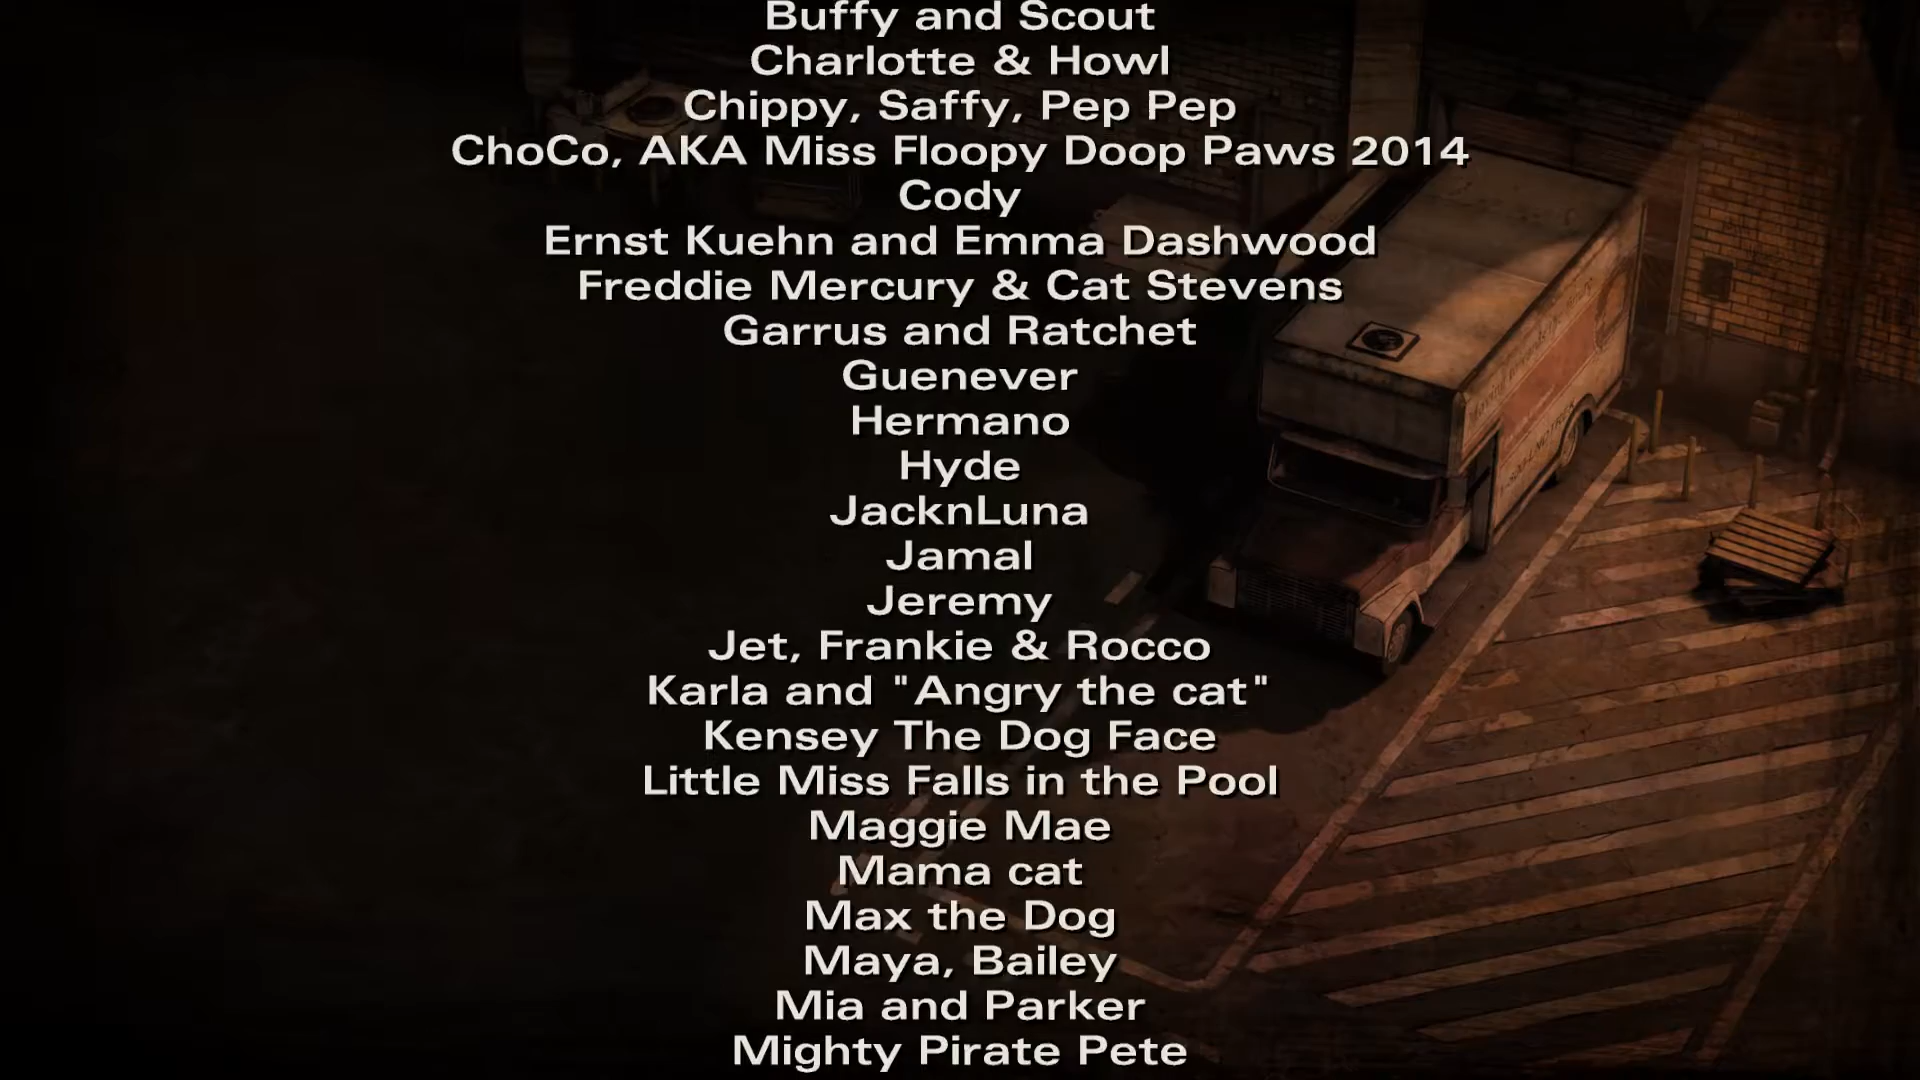 Buffy and Scout
Charlotte & Howl
Chippy, Saffy, Pep Pep
ChoCo, AKA Miss Floopy Doop Paws 2014
Cody
Ernst Kuehn and Emma Dashwood
Freddie Mercury & Cat Stevens
Garrus and Ratchet
Guenever
Hermano
Hyde
JacknLuna
Jamal
Jeremy
Jet, Frankie & Rocco
Karla and "Angry the cat"
Kensey The Dog Face
Little Miss Falls in the Pool
Maggie Mae
Mama cat
Max the Dog
Maya, Bailey
Mia and Parker
Mighty Pirate Pete